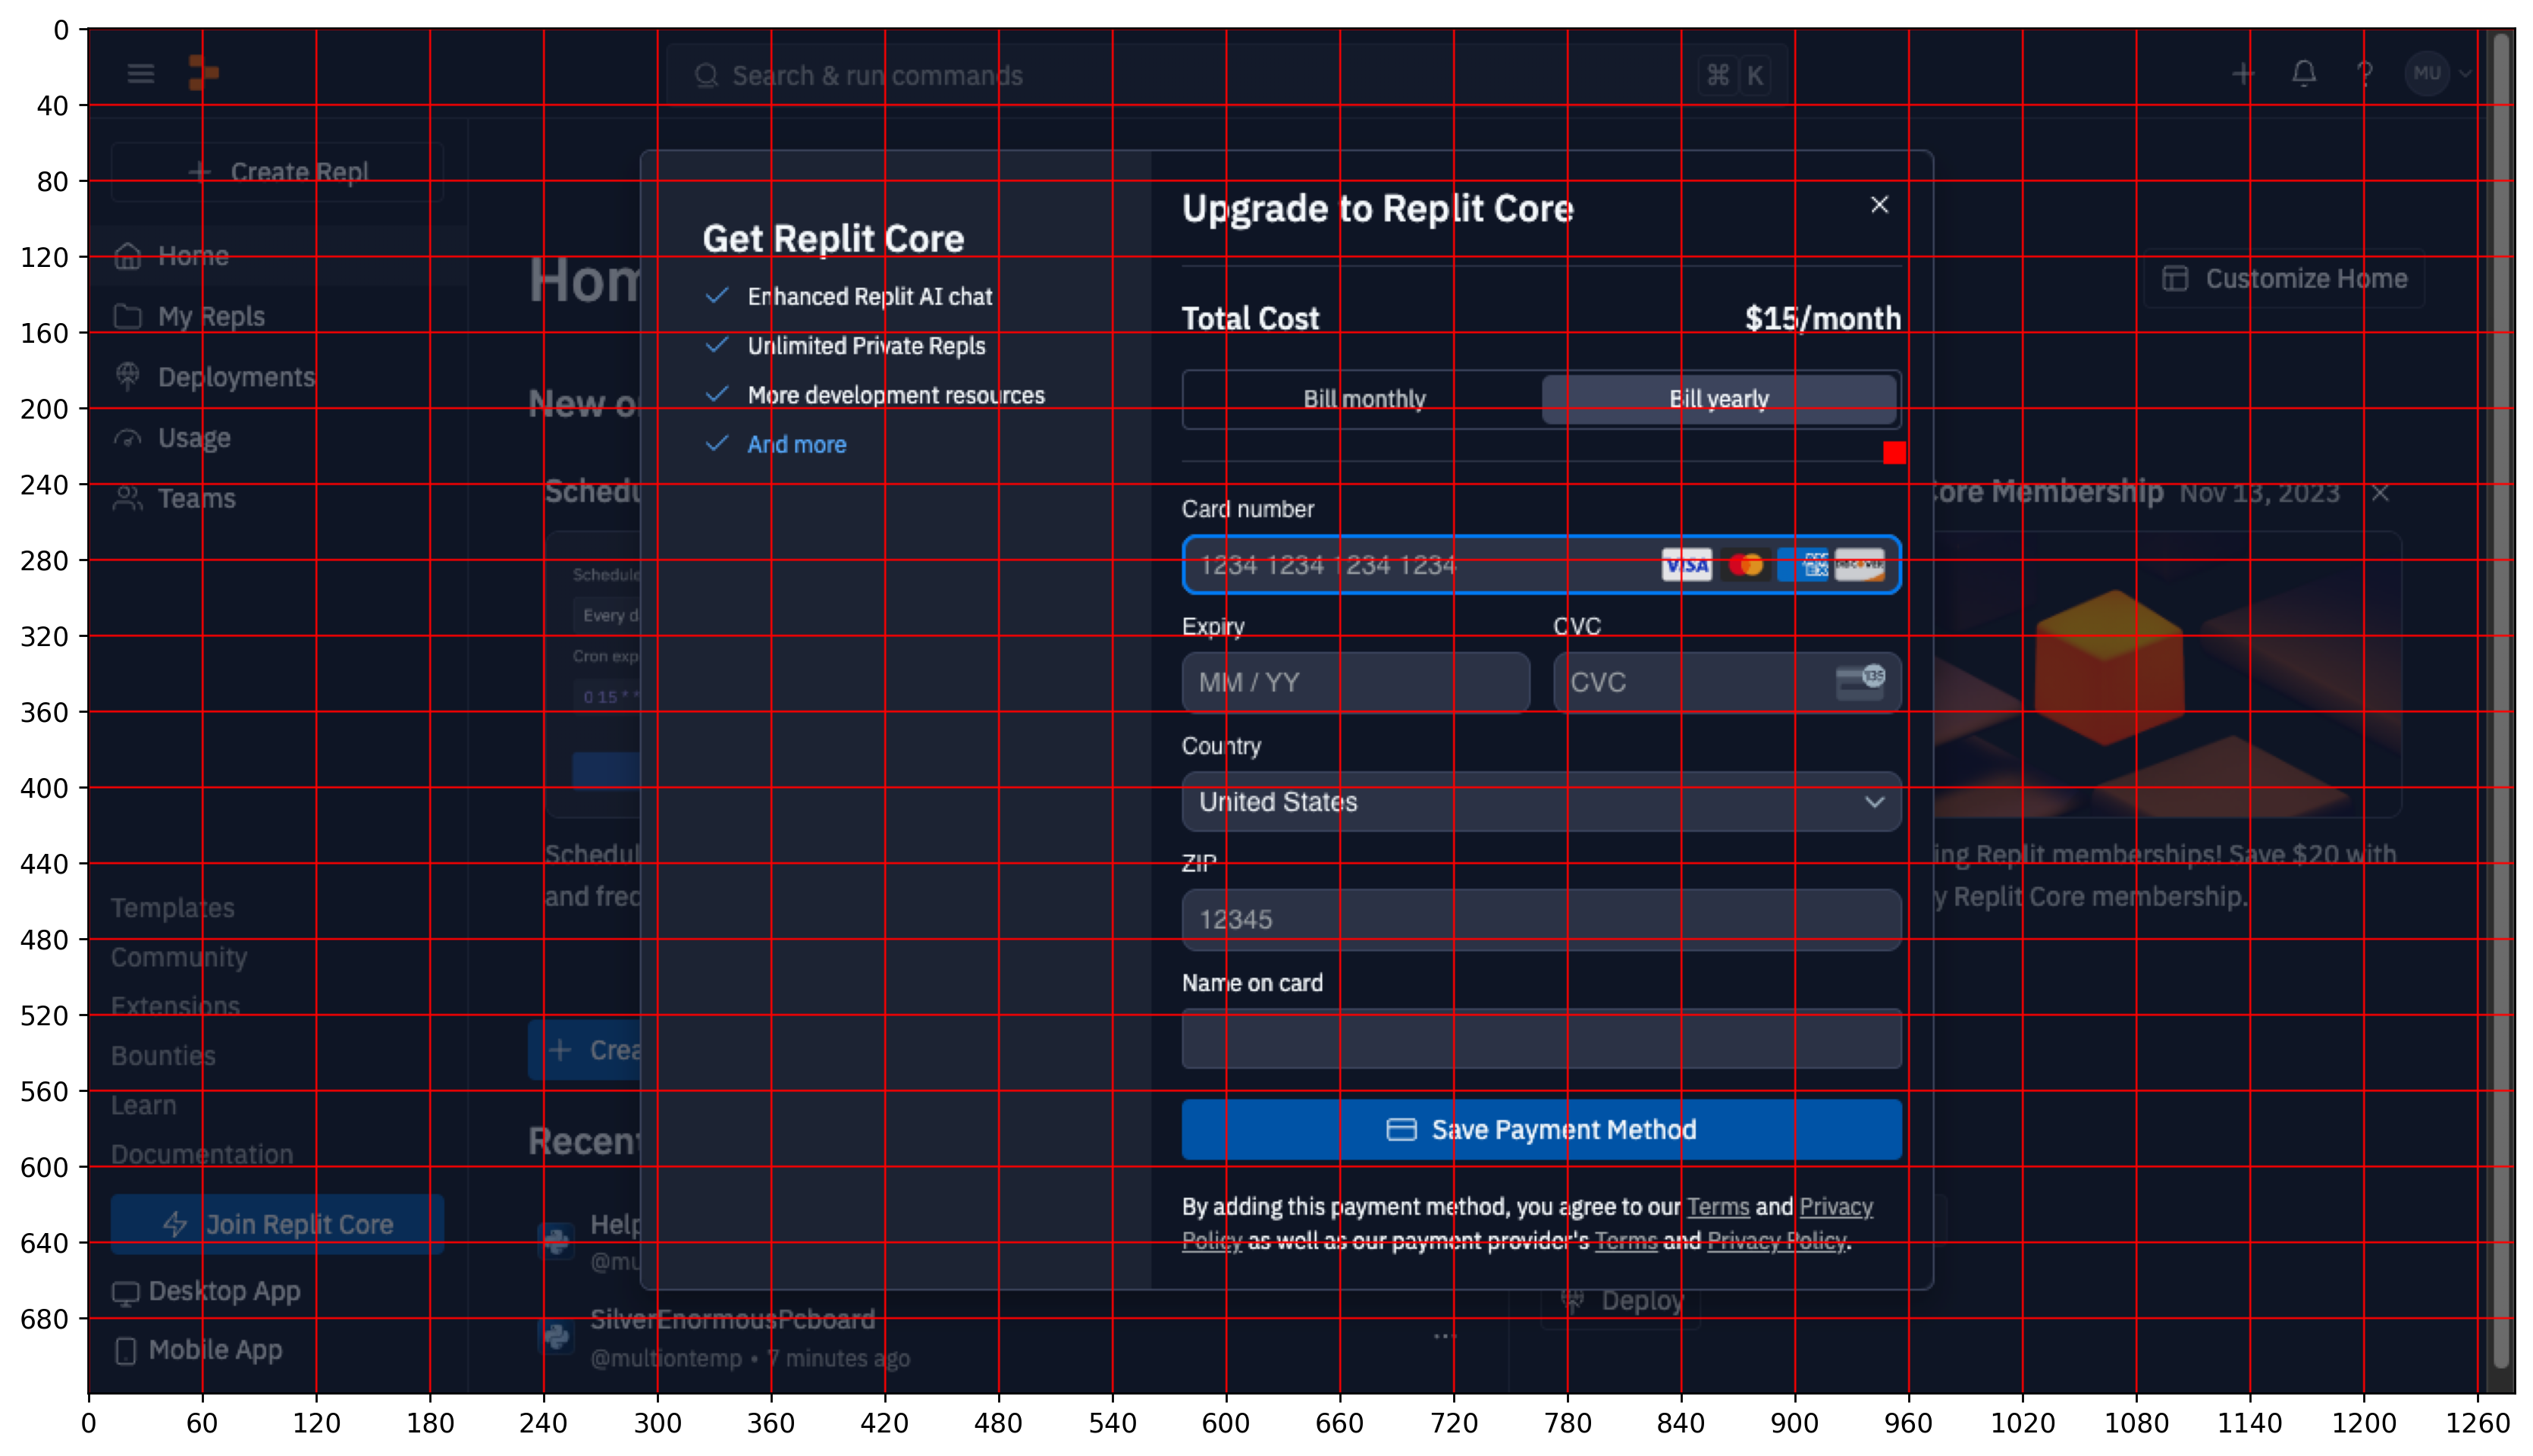 0
40
80
120
160
200
240
280
320
360
400
440
480
520
560
600
640
680
0 60 120 180 240 300 360 420 480 540 600 660 720 780 840 900 960 1020 1080 1140 1200 1260
Search & run commands
⌘ K
?
MU
Create Repl
Home
My Repls
Deployments
Usage
Teams
Templates
Community
Extensions
Bounties
Learn
Documentation
Join Replit Core
Desktop App
Mobile App
Customize Home
Schedule
Every d
Cron exp
0 15 * *
and
Recent
Help
SilverEnormousPcboard
@multiontemp • 7 minutes ago
...
Deploy
Core Membership Nov 13, 2023
ing Replit memberships! Save $20 with
y Replit Core membership.
Get Replit Core
Enhanced Replit AI chat
Unlimited Private Repls
More development resources
And more
Upgrade to Replit Core
Total Cost $15/month
Bill monthly Bill yearly
Card number
1234 1234 1234 1234 VISA DISCOVER
Expiry CVC
MM / YY CVC
Country
United States
ZIP
12345
Name on card
Save Payment Method
By adding this payment method, you agree to our Terms and Privacy
Policy as well as our payment provider's Terms and Privacy Policy.